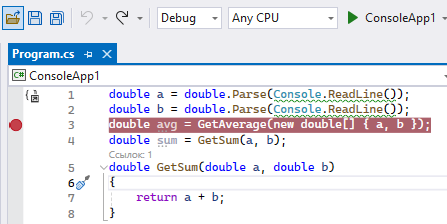 Debug Any CPU ConsoleApp1
Program.cs
C# ConsoleApp1
1 double a = double.Parse(Console.ReadLine());
2 double b = double.Parse(Console.ReadLine());
3 double avg = GetAverage(new double[] { a, b });
4 double sum = GetSum(a, b);
Ссылок: 1
5 double GetSum(double a, double b)
6 {
7 return a + b;
8 }